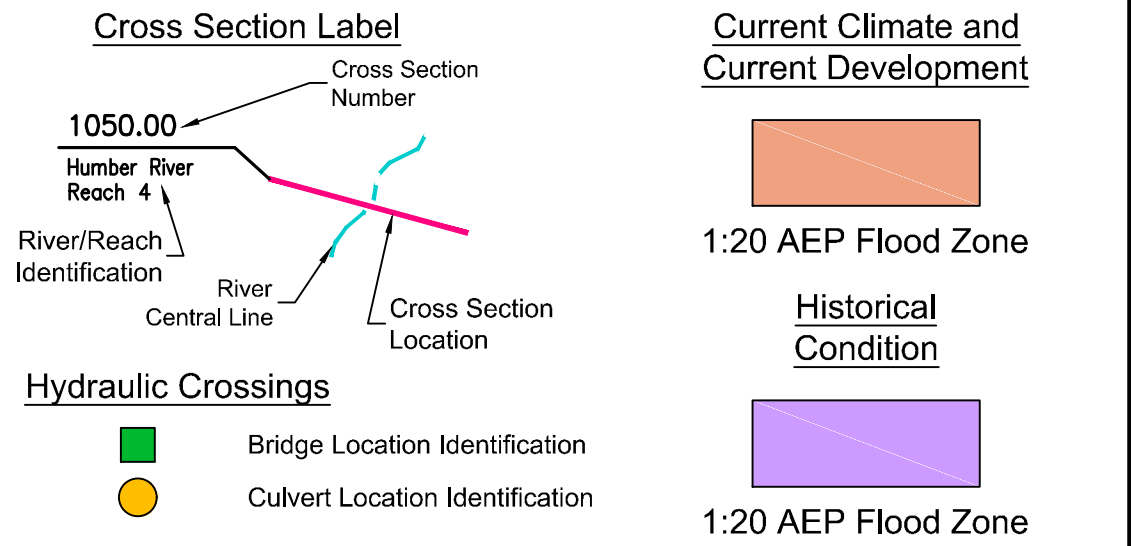 Cross Section Label
Cross Section
Number
1050.00
Humber River
Reach 4
River/Reach
Identification
River
Central Line
Cross Section
Location
Hydraulic Crossings
Bridge Location Identification
Culvert Location Identification
Current Climate and
Current Development
1:20 AEP Flood Zone
Historical
Condition
1:20 AEP Flood Zone